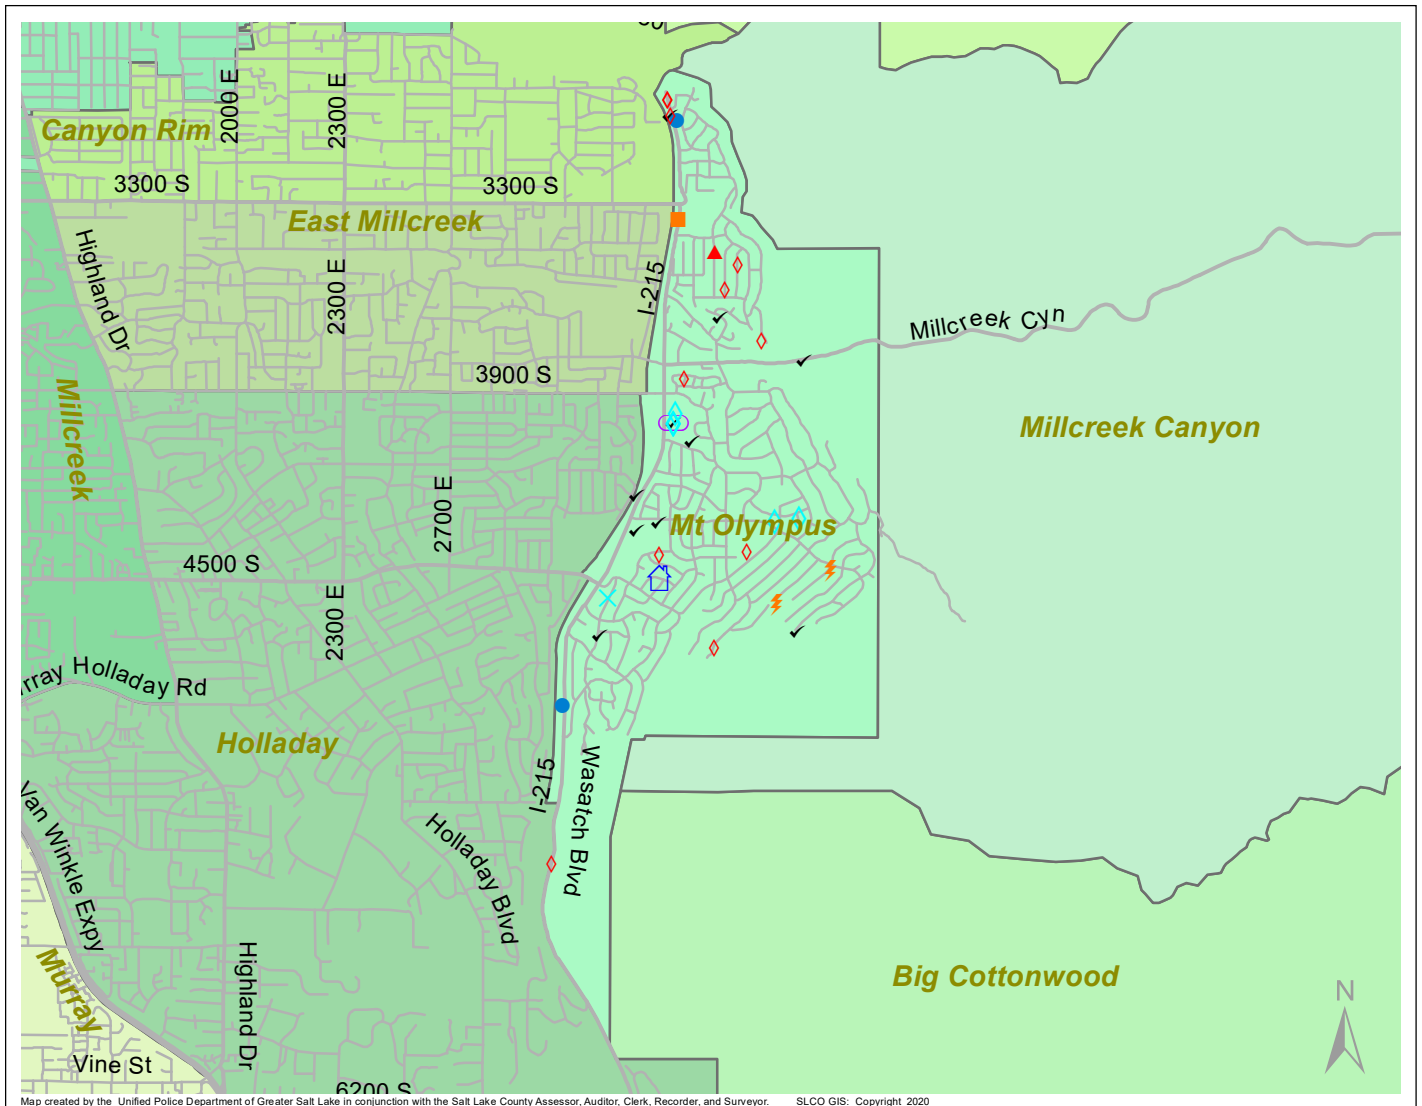 2000 E
2300 E
Canyon Rim
3300 S
3300 S
East Millcreek
Highland Dr
2300 E
I-215
Millcreek Cyn
3900 S
Millcreek
Millcreek Canyon
2700 E
Mt Olympus
4500 S
2300 E
rray Holladay Rd
Holladay
I-215
Wasatch Blvd
Van Winkle Expy
Holladay Blvd
Highland Dr
Murray
Big Cottonwood
N
Vine St
6200 S
Map created by the Unified Police Department of Greater Salt Lake in conjunction with the Salt Lake County Assessor, Auditor, Clerk, Recorder, and Surveyor. SLCO GIS: Copyright 2020